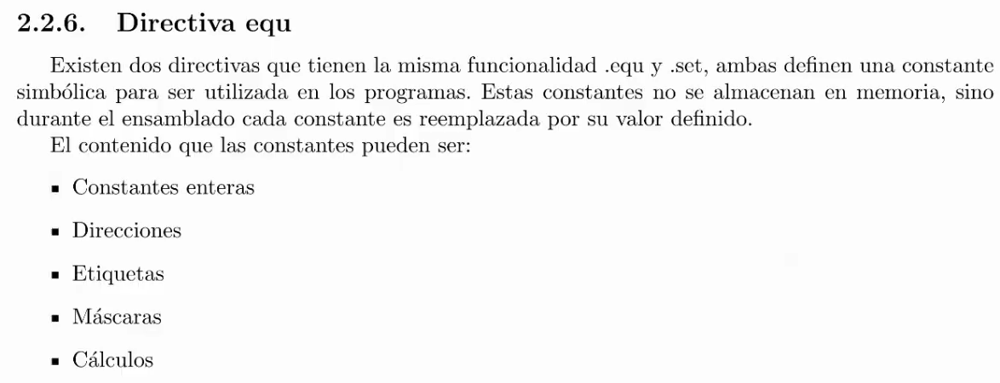 2.2.6. Directiva equ
Existen dos directivas que tienen la misma funcionalidad .equ y .set, ambas definen una constante
simbólica para ser utilizada en los programas. Estas constantes no se almacenan en memoria, sino
durante el ensamblado cada constante es reemplazada por su valor definido.
El contenido que las constantes pueden ser:
▪ Constantes enteras
▪ Direcciones
▪ Etiquetas
▪ Máscaras
▪ Cálculos